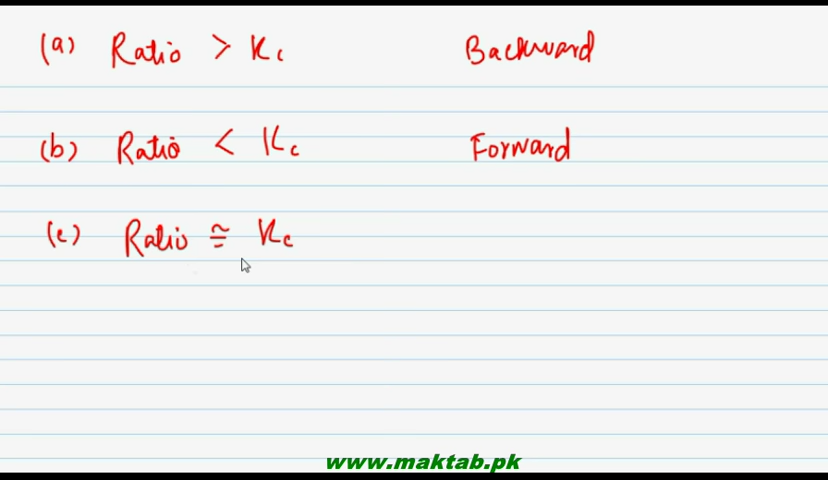 (a) Ratio > Kc Backward
(b) Ratio < Kc Forward
(c) Ratio ≅ Kc
www.maktab.pk